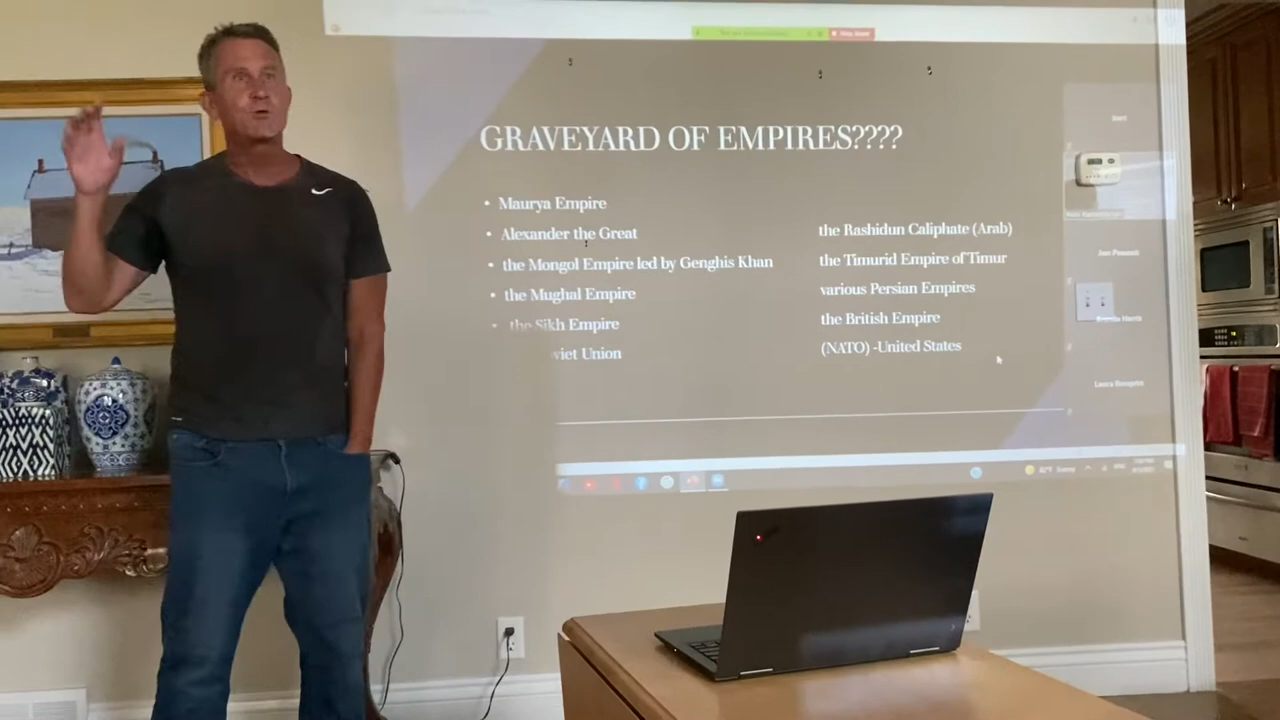 GRAVEYARD OF EMPIRES????
• Maurya Empire
• Alexander the Great
• the Mongol Empire led by Genghis Khan
• the Mughal Empire
• the Sikh Empire
viet Union
the Rashidun Caliphate (Arab)
the Timurid Empire of Timur
various Persian Empires
the British Empire
(NATO) -United States
Sunny